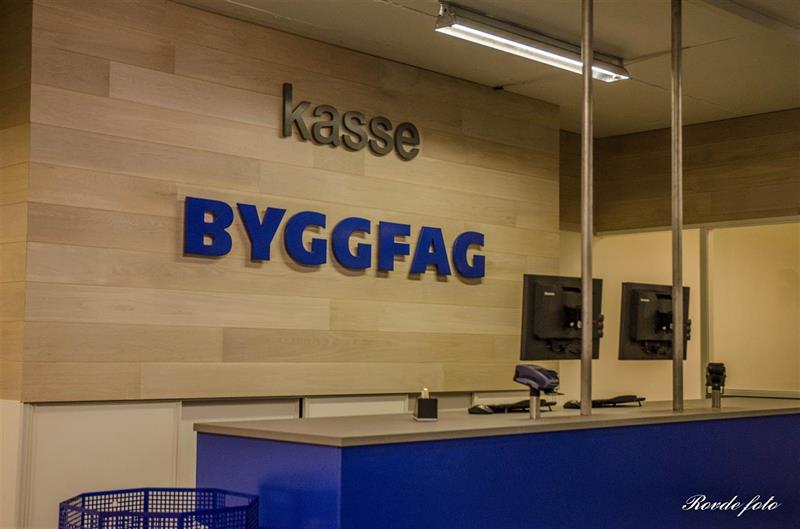 kasse
BYGGFAG
Rovde foto